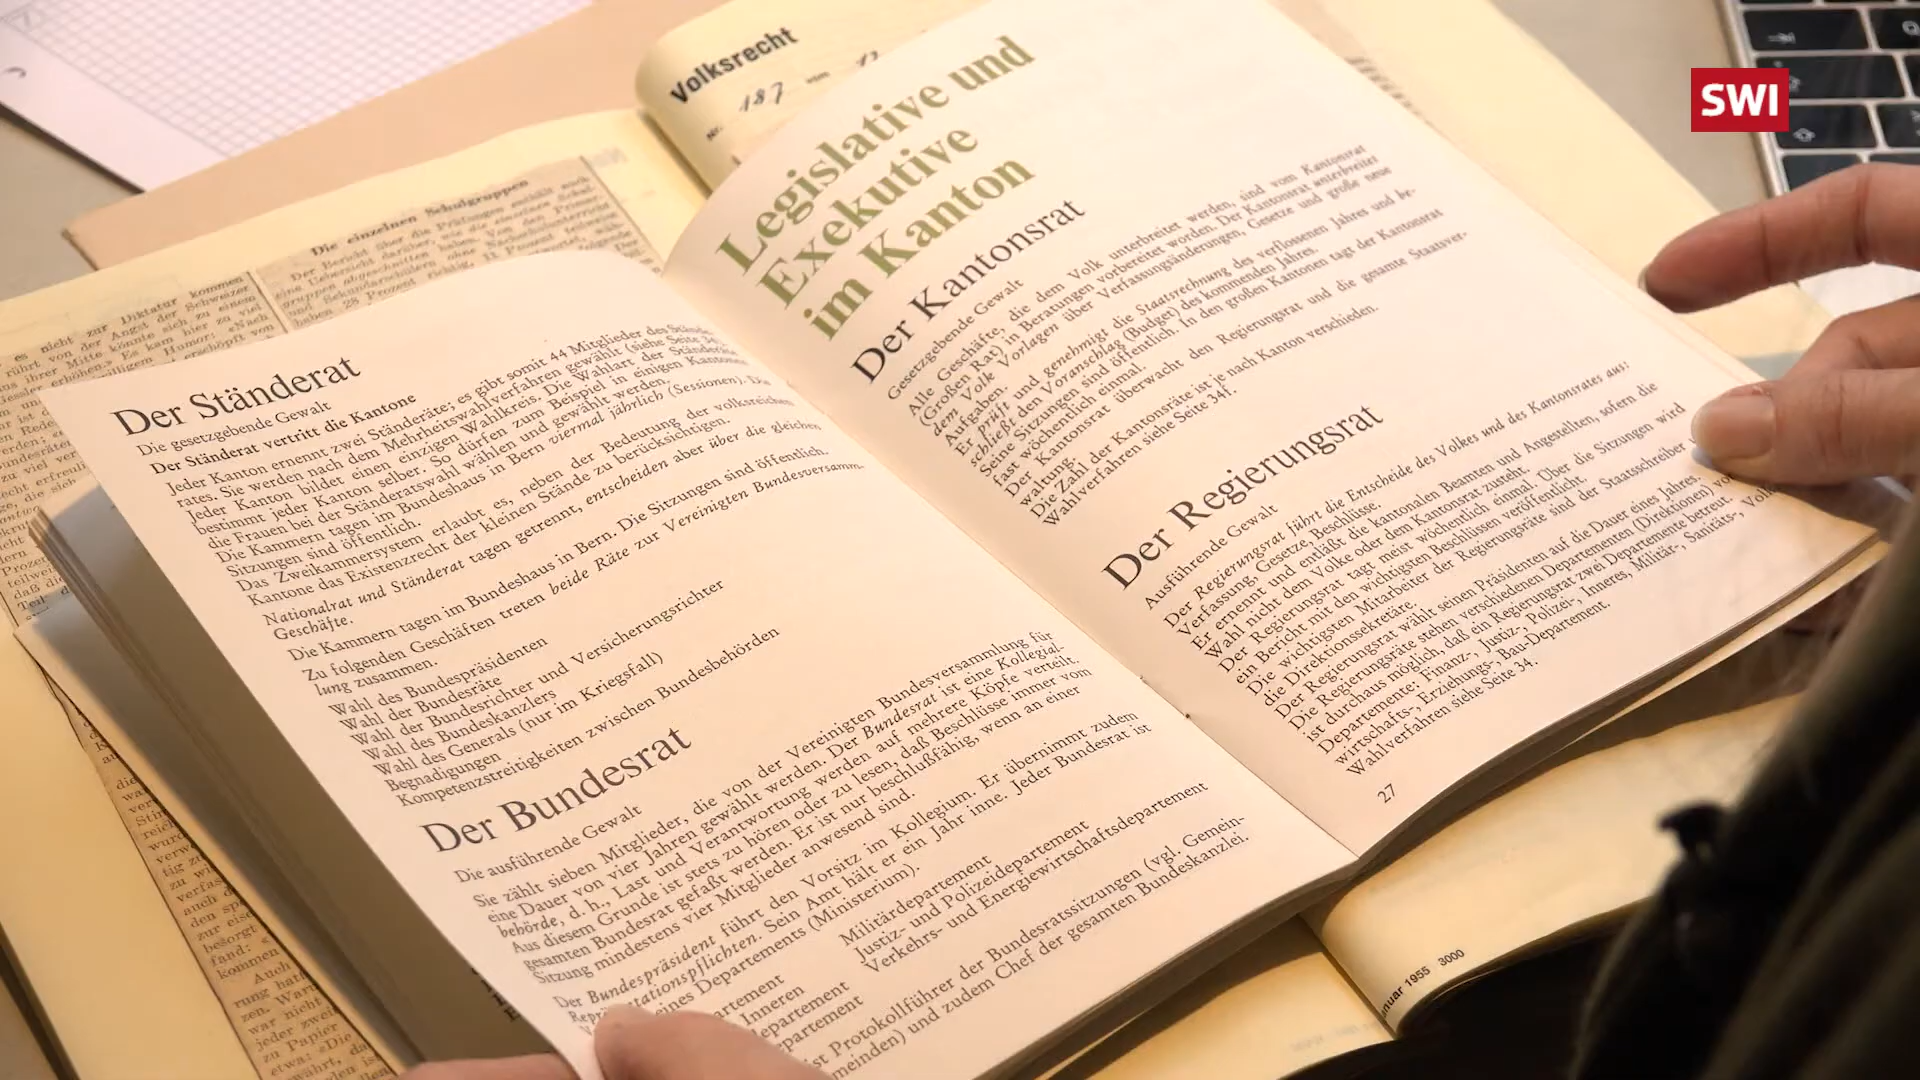 SWI
Volksrecht
Nr. 187 vom
Die einzelnen Schulgruppen
Der Ständerat
Die gesetzgebende Gewalt
Der Ständerat vertritt die Kantone
Jeder Kanton ernennt zwei Ständeräte; es gibt somit 44 Mitglieder des Stände-
rates. Sie werden nach dem Mehrheitswahlverfahren gewählt (siehe Seite 34).
Jeder Kanton bildet einen einzigen Wahlkreis. Die Wahlart der Ständeräte
bestimmt jeder Kanton selber. So dürfen zum Beispiel in einigen Kantonen
die Frauen bei der Ständeratswahl wählen und gewählt werden.
Die Kammern tagen im Bundeshaus in Bern viermal jährlich (Sessionen). Die
Sitzungen sind öffentlich.
Das Zweikammersystem erlaubt es, neben der Bedeutung der volksreichen
Kantone das Existenzrecht der kleinen Stände zu berücksichtigen.
Nationalrat und Ständerat tagen getrennt, entscheiden aber über die gleichen
Geschäfte.
Die Kammern tagen im Bundeshaus in Bern. Die Sitzungen sind öffentlich.
Zu folgenden Geschäften treten beide Räte zur Vereinigten Bundesversamm-
lung zusammen.
Wahl des Bundespräsidenten
Wahl der Bundesräte
Wahl der Bundesrichter und Versicherungsrichter
Wahl des Bundeskanzlers
Wahl des Generals (nur im Kriegsfall)
Begnadigungen
Kompetenzstreitigkeiten zwischen Bundesbehörden
Der Bundesrat
Die ausführende Gewalt
Sie zählt sieben Mitglieder, die von der Vereinigten Bundesversammlung für
eine Dauer von vier Jahren gewählt werden. Der Bundesrat ist eine Kollegial-
behörde, d. h., Last und Verantwortung werden auf mehrere Köpfe verteilt.
Aus diesem Grunde ist stets zu hören oder zu lesen, daß Beschlüsse immer vom
gesamten Bundesrat gefaßt werden. Er ist nur beschlußfähig, wenn an einer
Sitzung mindestens vier Mitglieder anwesend sind.
Der Bundespräsident führt den Vorsitz im Kollegium. Er übernimmt zudem
Repräsentationspflichten. Sein Amt hält er ein Jahr inne. Jeder Bundesrat ist
eines Departements (Ministerium).
Militärdepartement
Justiz- und Polizeidepartement
Verkehrs- und Energiewirtschaftsdepartement
Inneren
ist Protokollführer der Bundesratssitzungen (vgl. Gemein-
meinden) und zudem Chef der gesamten Bundeskanzlei.
Legislative und
Exekutive
im Kanton
Der Kantonsrat
Gesetzgebende Gewalt
Alle Geschäfte, die dem Volk unterbreitet werden, sind vom Kantonsrat
(Großen Rat) in Beratungen vorbereitet worden. Der Kantonsrat unterbreitet
dem Volk Vorlagen über Verfassungsänderungen, Gesetze und große neue
Aufgaben.
Er prüft und genehmigt die Staatsrechnung des verflossenen Jahres und be-
schließt den Voranschlag (Budget) des kommenden Jahres.
Seine Sitzungen sind öffentlich. In den großen Kantonen tagt der Kantonsrat
fast wöchentlich einmal.
Der Kantonsrat überwacht den Regierungsrat und die gesamte Staatsver-
waltung.
Die Zahl der Kantonsräte ist je nach Kanton verschieden.
Wahlverfahren siehe Seite 34f.
Der Regierungsrat
Ausführende Gewalt
Der Regierungsrat führt die Entscheide des Volkes und des Kantonsrates aus:
Verfassung, Gesetze, Beschlüsse.
Er ernennt und entläßt die kantonalen Beamten und Angestellten, sofern die
Wahl nicht dem Volke oder dem Kantonsrat zusteht.
Der Regierungsrat tagt meist wöchentlich einmal. Über die Sitzungen wird
ein Bericht mit den wichtigsten Beschlüssen veröffentlicht.
Die wichtigsten Mitarbeiter der Regierungsräte sind der Staatsschreiber
die Direktionssekretäre.
Der Regierungsrat wählt seinen Präsidenten auf die Dauer eines Jahres.
Die Regierungsräte stehen verschiedenen Departementen (Direktionen) vor
ist durchaus möglich, daß ein Regierungsrat zwei Departemente betreut.
Departemente: Finanz-, Justiz-, Polizei-, Inneres, Militär-, Sanitäts-, Volks
wirtschafts-, Erziehungs-, Bau-Departement.
Wahlverfahren siehe Seite 34.
27
nuar 1955 3000